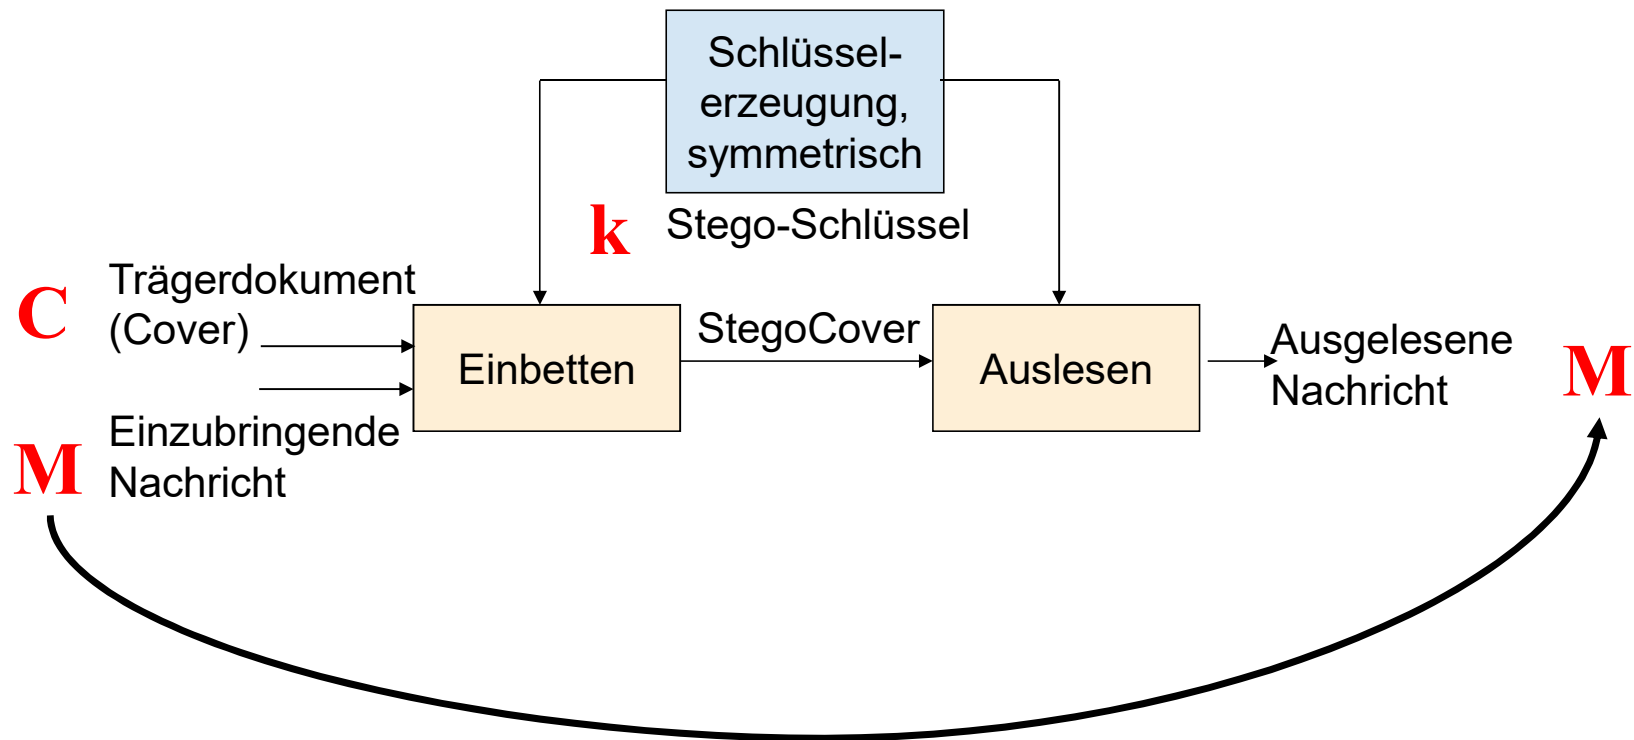 Schlüssel-
erzeugung,
symmetrisch
k
Stego-Schlüssel
C
Trägerdokument
(Cover)
Einbetten
StegoCover
Auslesen
Ausgelesene
Nachricht
M
M
Einzubringende
Nachricht